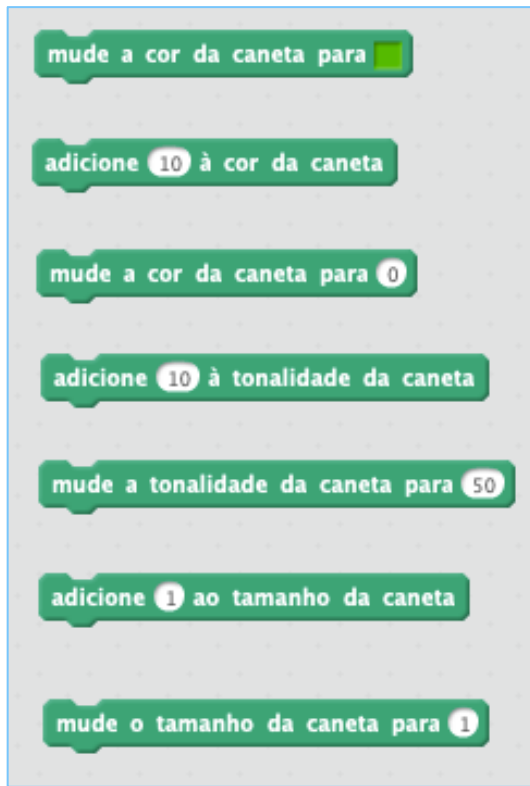 mude a cor da caneta para
adicione 10 à cor da caneta
mude a cor da caneta para 0
adicione 10 à tonalidade da caneta
mude a tonalidade da caneta para 50
adicione 1 ao tamanho da caneta
mude o tamanho da caneta para 1